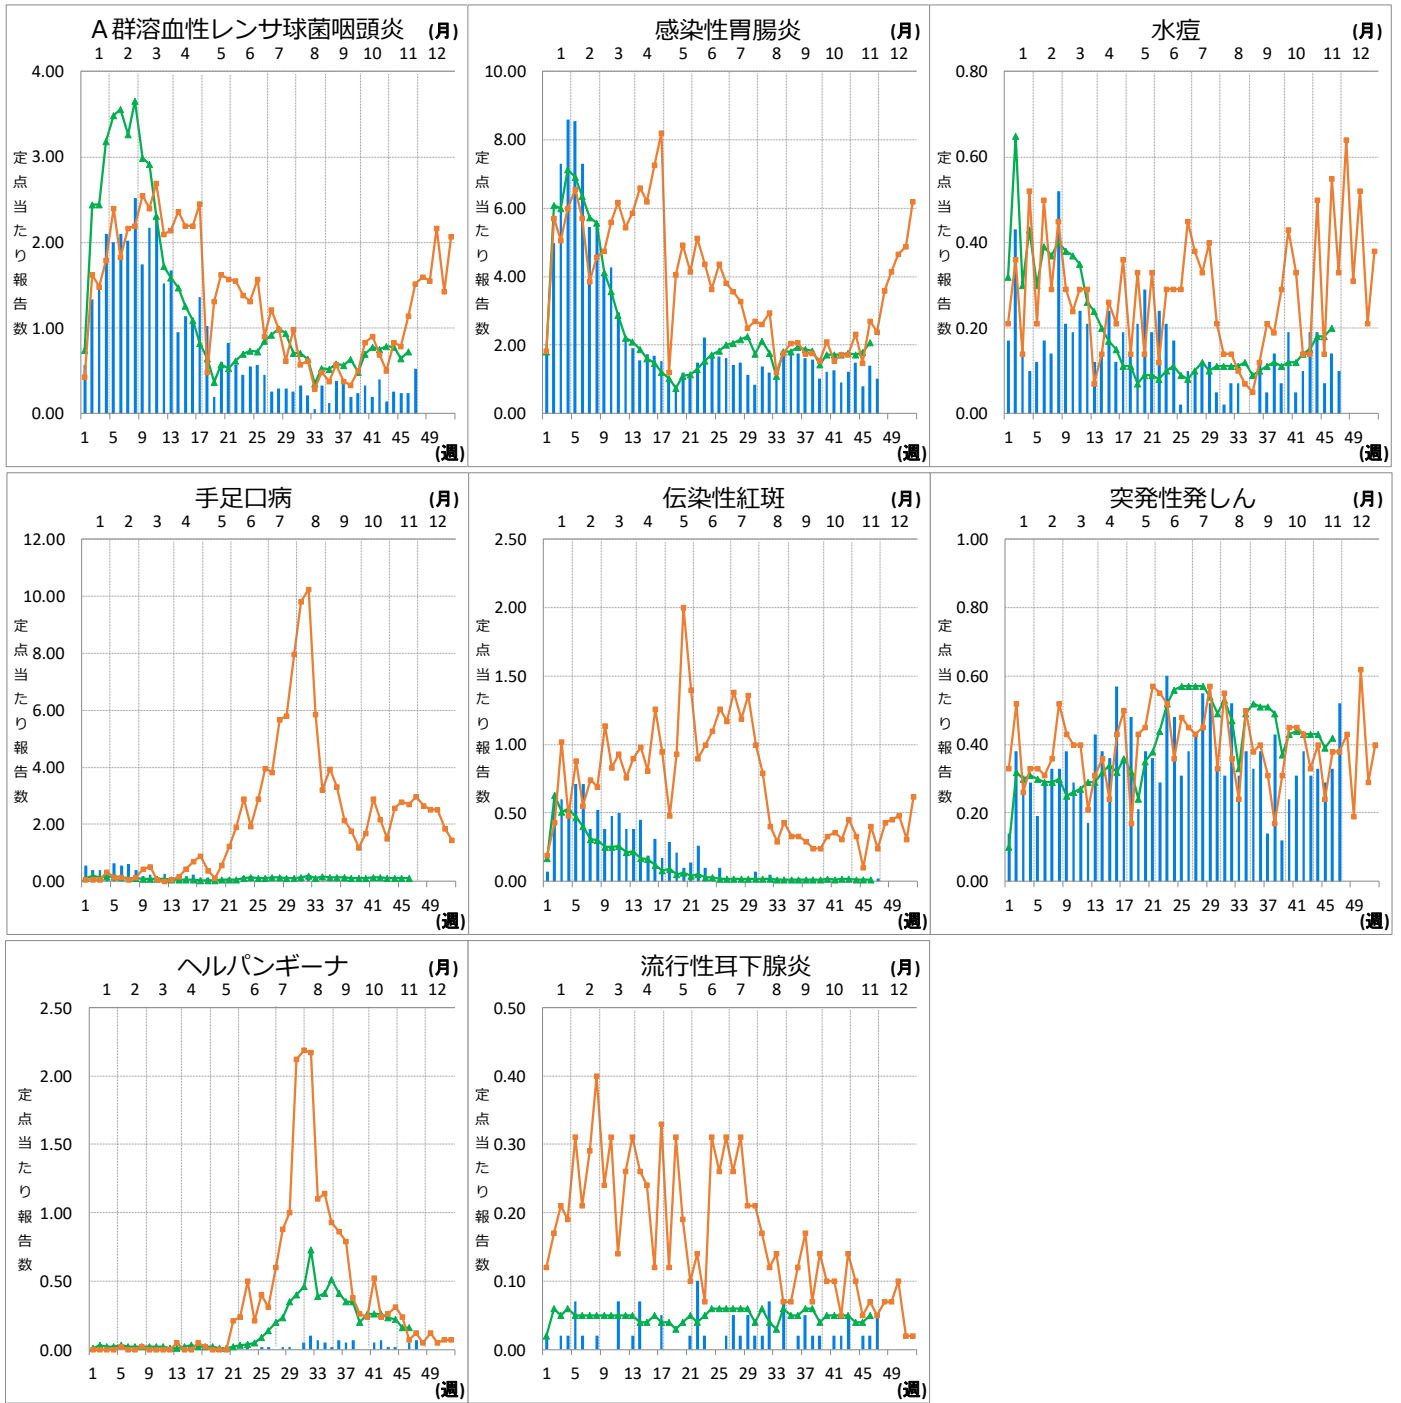 A群溶血性レンサ球菌咽頭炎 (月)
1 2 3 4 5 6 7 8 9 10 11 12
定点当たり報告数
4.00
3.00
2.00
1.00
0.00
1 5 9 13 17 21 25 29 33 37 41 45 49
(週)
感染性胃腸炎 (月)
1 2 3 4 5 6 7 8 9 10 11 12
定点当たり報告数
10.00
8.00
6.00
4.00
2.00
0.00
1 5 9 13 17 21 25 29 33 37 41 45 49
(週)
水痘 (月)
1 2 3 4 5 6 7 8 9 10 11 12
定点当たり報告数
0.80
0.60
0.40
0.20
0.00
1 5 9 13 17 21 25 29 33 37 41 45 49
(週)
手足口病 (月)
1 2 3 4 5 6 7 8 9 10 11 12
定点当たり報告数
12.00
10.00
8.00
6.00
4.00
2.00
0.00
1 5 9 13 17 21 25 29 33 37 41 45 49
(週)
伝染性紅斑 (月)
1 2 3 4 5 6 7 8 9 10 11 12
定点当たり報告数
2.50
2.00
1.50
1.00
0.50
0.00
1 5 9 13 17 21 25 29 33 37 41 45 49
(週)
突発性発しん (月)
1 2 3 4 5 6 7 8 9 10 11 12
定点当たり報告数
1.00
0.80
0.60
0.40
0.20
0.00
1 5 9 13 17 21 25 29 33 37 41 45 49
(週)
ヘルパンギーナ (月)
1 2 3 4 5 6 7 8 9 10 11 12
定点当たり報告数
2.50
2.00
1.50
1.00
0.50
0.00
1 5 9 13 17 21 25 29 33 37 41 45 49
(週)
流行性耳下腺炎 (月)
1 2 3 4 5 6 7 8 9 10 11 12
定点当たり報告数
0.50
0.40
0.30
0.20
0.10
0.00
1 5 9 13 17 21 25 29 33 37 41 45 49
(週)